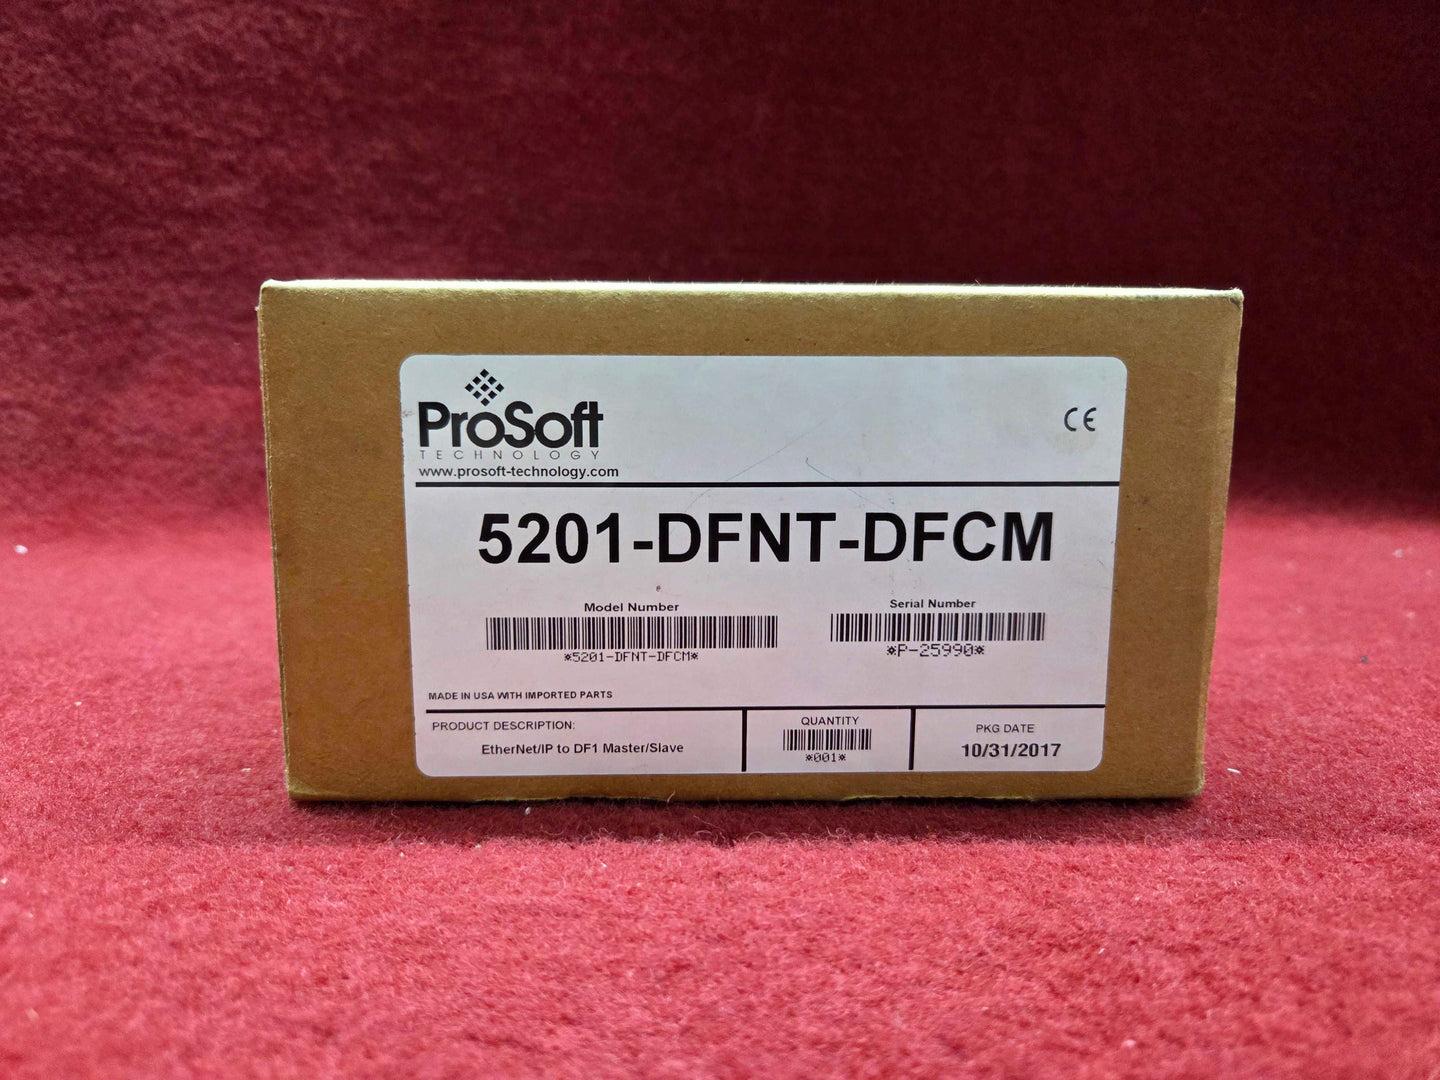 ProSoft
TECHNOLOGY
www.prosoft-technology.com
CE
5201-DFNT-DFCM
Model Number
*5201-DFNT-DFCM*
Serial Number
*P-25990*
MADE IN USA WITH IMPORTED PARTS
PRODUCT DESCRIPTION:
EtherNet/IP to DF1 Master/Slave
QUANTITY
*001*
PKG DATE
10/31/2017